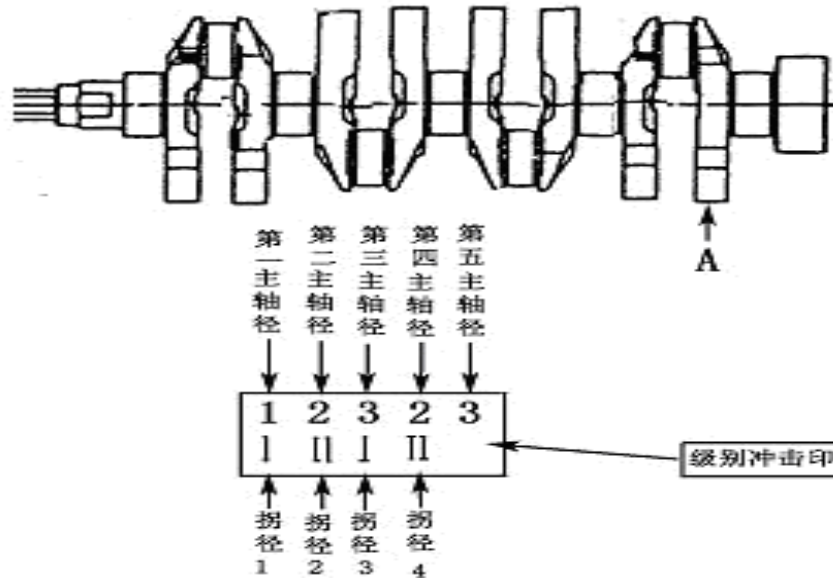 A
第一主轴径
第二主轴径
第三主轴径
第四主轴径
第五主轴径
1 2 3 2 3
I II I II
级别冲击印
拐径1
拐径2
拐径3
拐径4